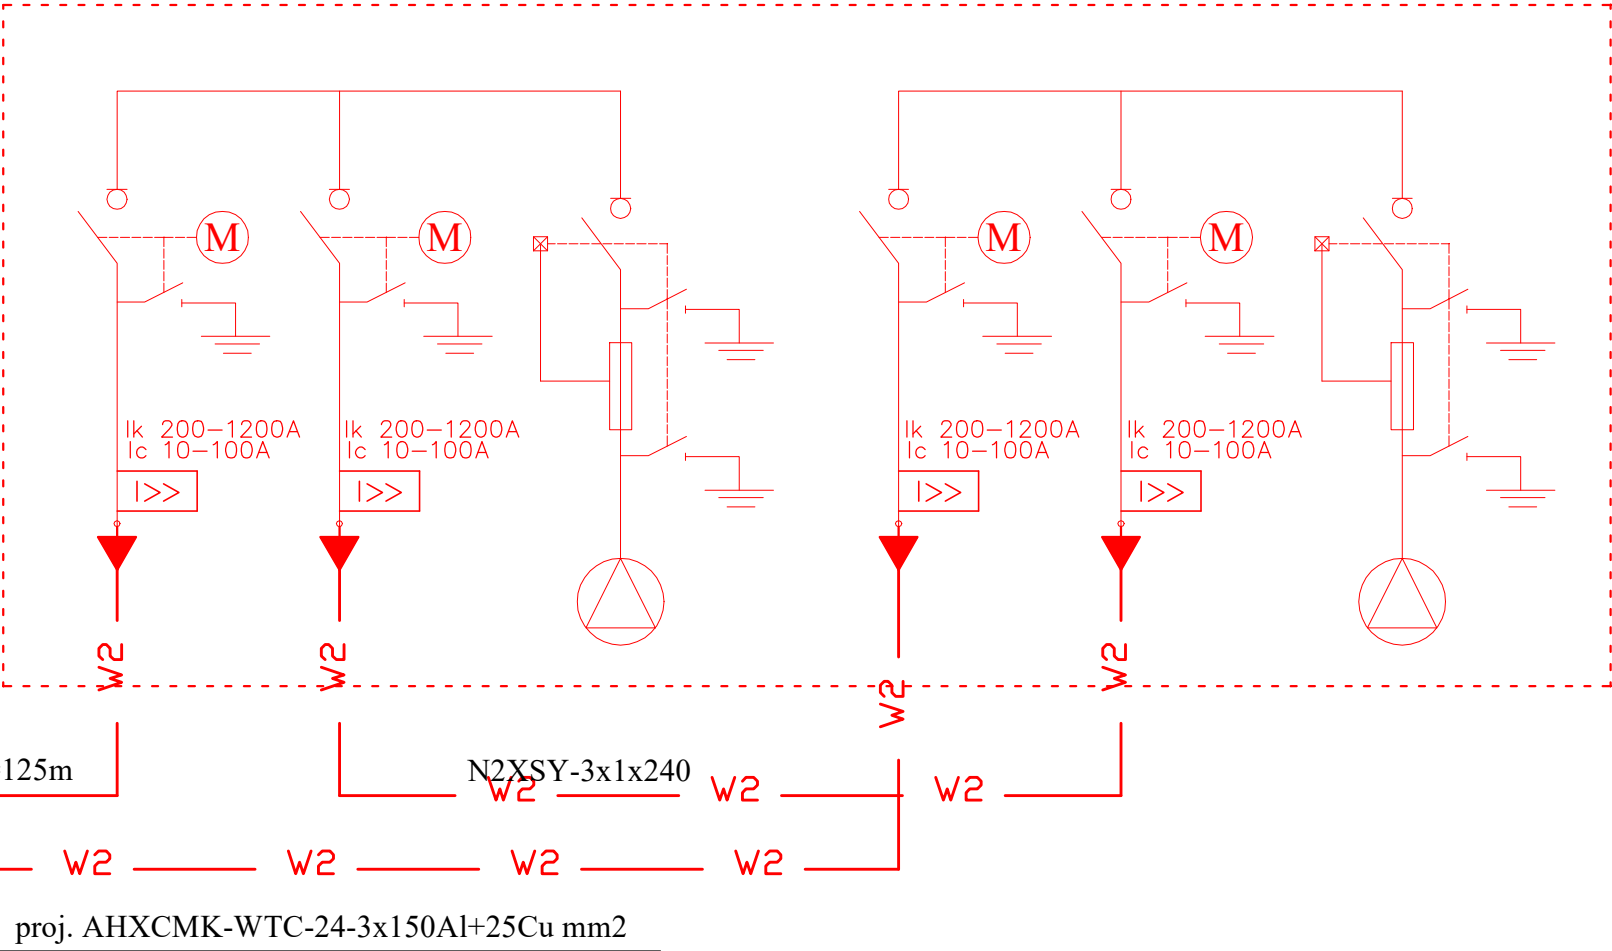 M
M
M
M
Ik 200-1200A
Ic 10-100A
Ik 200-1200A
Ic 10-100A
Ik 200-1200A
Ic 10-100A
Ik 200-1200A
Ic 10-100A
I>>
I>>
I>>
I>>
W2
W2
W2
W2
125m
N2XSY-3x1x240
W2
W2
W2
W2
W2
W2
W2
proj. AHXCMK-WTC-24-3x150Al+25Cu mm2